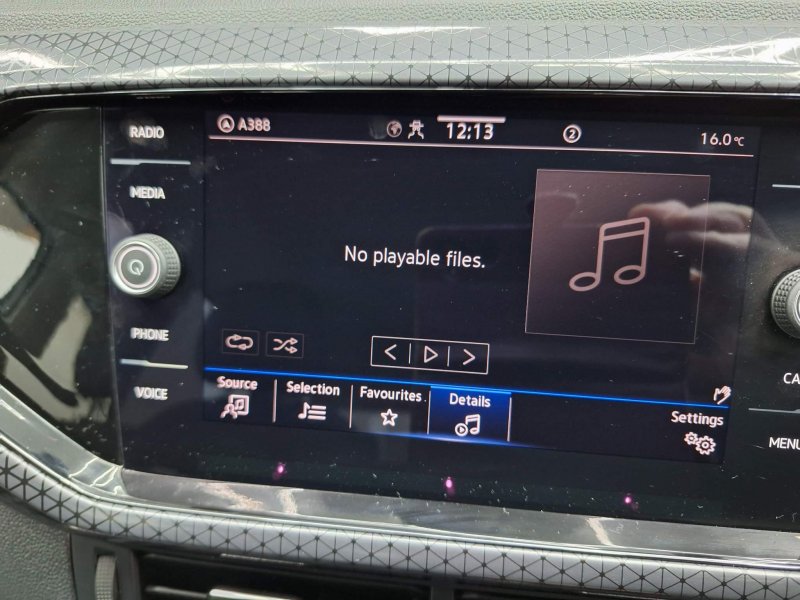 RADIO
MEDIA
PHONE
VOICE
A388
12:13
2
16.0°C
No playable files.
Source
Selection
Favourites
Details
Settings
CA
MENU